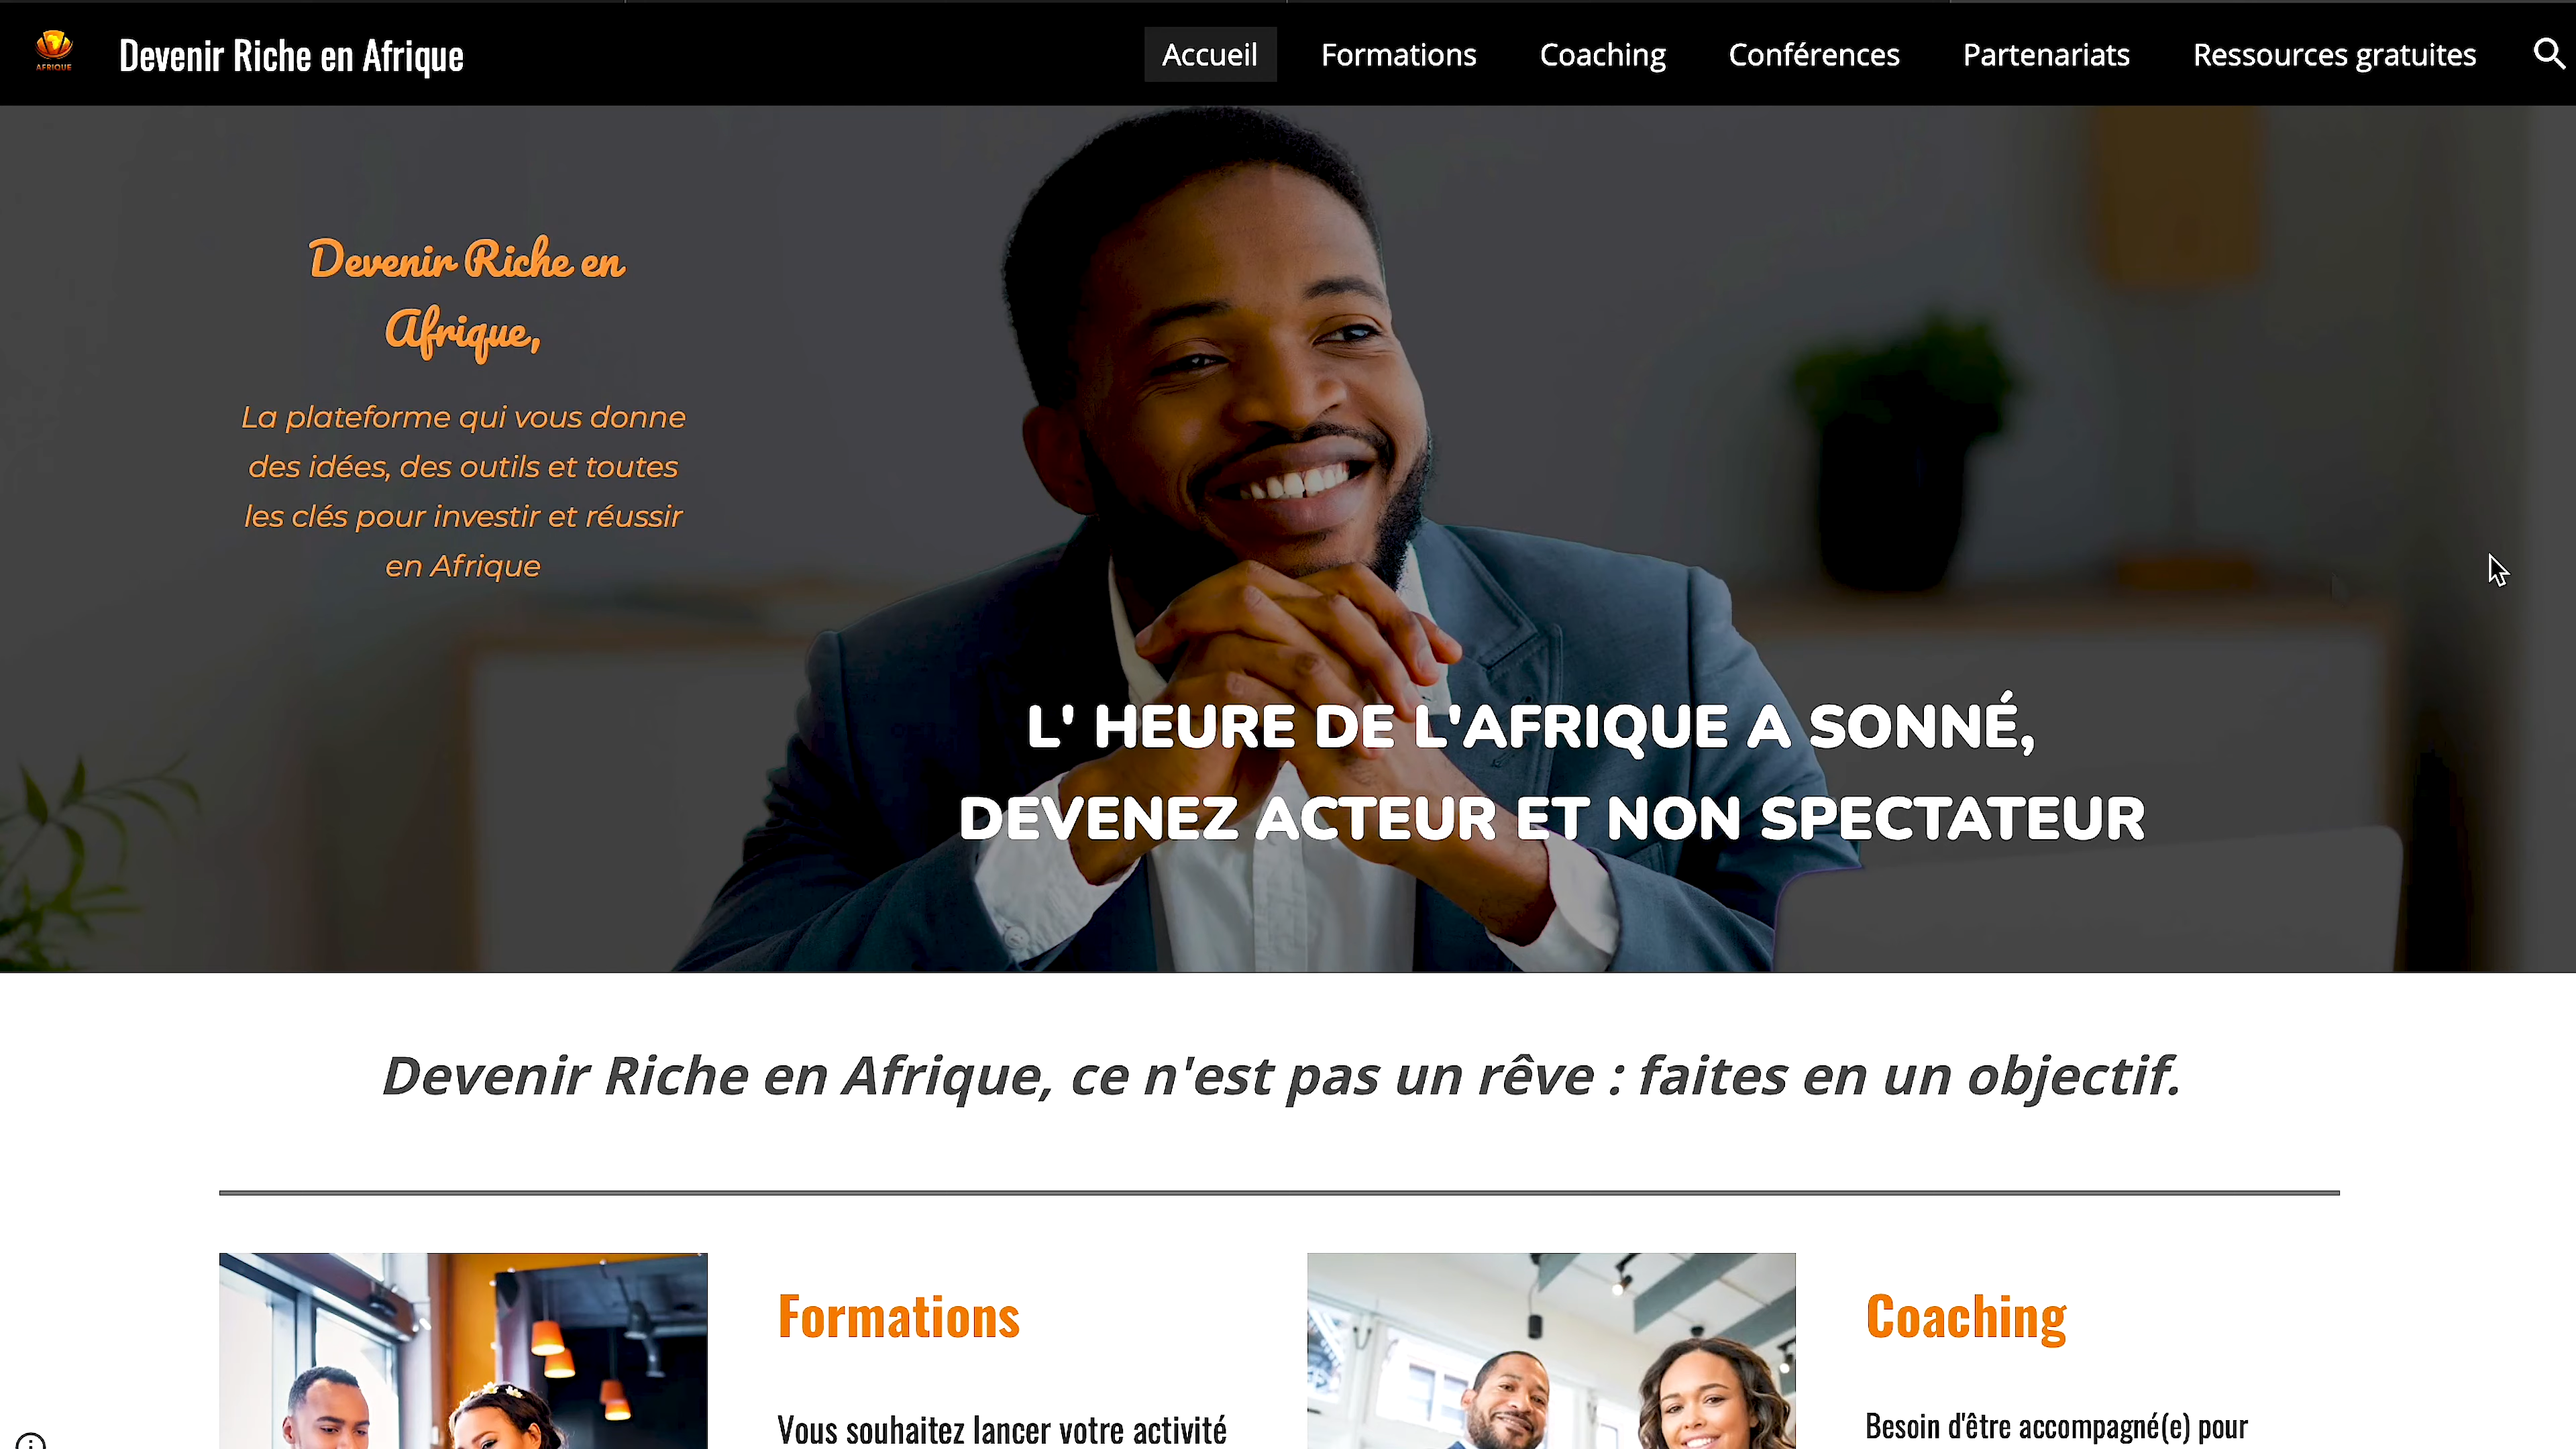 AFRIQUE
Devenir Riche en Afrique
Accueil
Formations
Coaching
Conférences
Partenariats
Ressources gratuites
Devenir Riche en
Afrique,
La plateforme qui vous donne
des idées, des outils et toutes
les clés pour investir et réussir
en Afrique
L' HEURE DE L'AFRIQUE A SONNÉ,
DEVENEZ ACTEUR ET NON SPECTATEUR
Devenir Riche en Afrique, ce n'est pas un rêve : faites en un objectif.
Formations
Vous souhaitez lancer votre activité
Coaching
Besoin d'être accompagné(e) pour